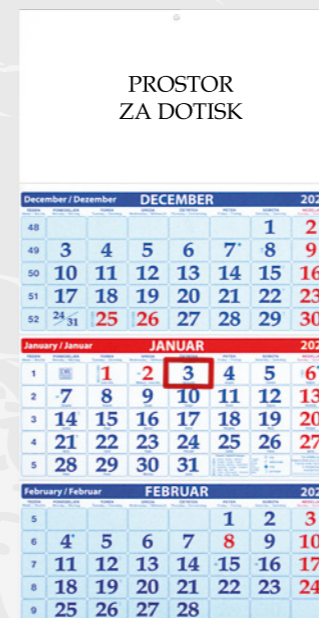 PROSTOR
ZA DOTISK
December / Dezember DECEMBER 202
48 1 2
49 3 4 5 6 7 8 9
50 10 11 12 13 14 15 16
51 17 18 19 20 21 22 23
52 24/31 25 26 27 28 29 30
January / Januar JANUAR 202
1 1 2 3 4 5 6
2 7 8 9 10 11 12 13
3 14 15 16 17 18 19 20
4 21 22 23 24 25 26 27
5 28 29 30 31
February / Februar FEBRUAR 202
5 1 2 3
6 4 5 6 7 8 9 10
7 11 12 13 14 15 16 17
8 18 19 20 21 22 23 24
9 25 26 27 28